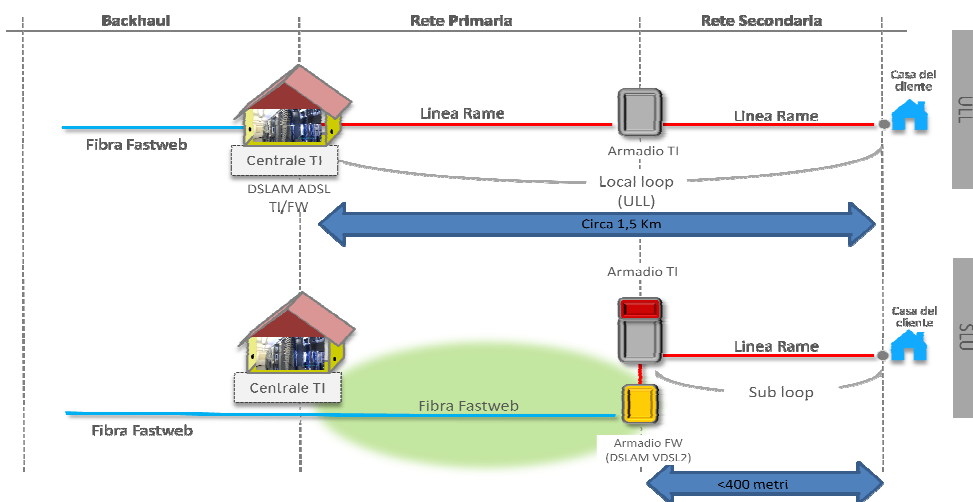 Backhaul
Rete Primaria
Rete Secondaria
Casa del
cliente
ULL
Linea Rame
Linea Rame
Fibra Fastweb
Centrale TI
Armadio TI
DSLAM ADSL
TI/FW
Local loop
(ULL)
Circa 1,5 Km
Armadio TI
Casa del
cliente
SLU
Linea Rame
Centrale TI
Sub loop
Fibra Fastweb
Fibra Fastweb
Armadio FW
(DSLAM VDSL2)
<400 metri